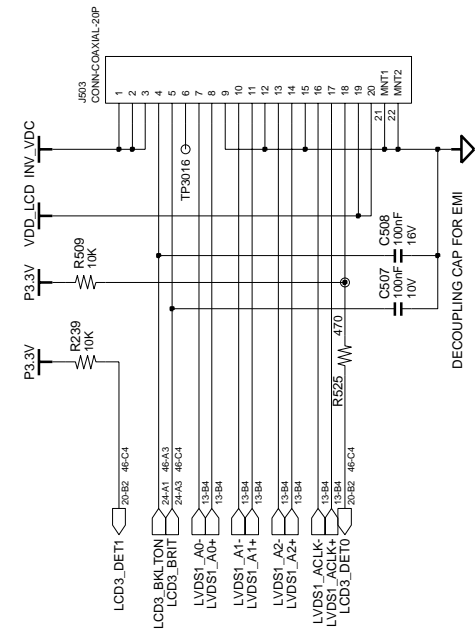 J503
CONN-COAXIAL-20P
1
2
3
4
5
6
7
8
9
10
11
12
13
14
15
16
17
18
19
20
21
MNT1
22
MNT2
INV_VDC
VDD_LCD
P3.3V
P3.3V
TP3016
R509
10K
R239
10K
C508
100nF
16V
C507
100nF
10V
DECOUPLING CAP FOR EMI
470
R525
LCD3_DET1
20-B2 46-C4
LCD3_BKLTON
24-A1 46-A3
LCD3_BRIT
24-A3 46-C4
LVDS1_A0-
13-B4
LVDS1_A0+
13-B4
LVDS1_A1-
13-B4
LVDS1_A1+
13-B4
LVDS1_A2-
13-B4
LVDS1_A2+
13-B4
LVDS1_ACLK-
13-B4
LVDS1_ACLK+
13-B4
LCD3_DET0
20-B2 46-C4